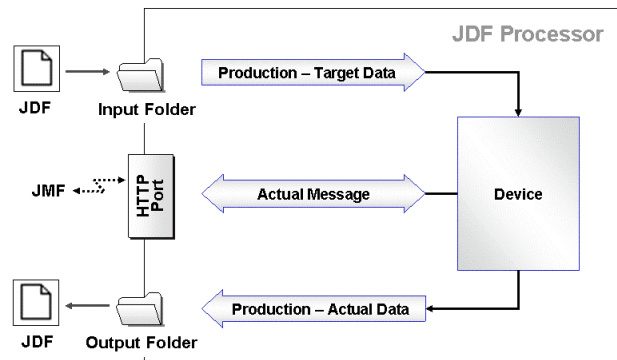 JDF Processor
Production – Target Data
JDF
Input Folder
JMF
HTTP
Port
Actual Message
Device
Production – Actual Data
JDF
Output Folder